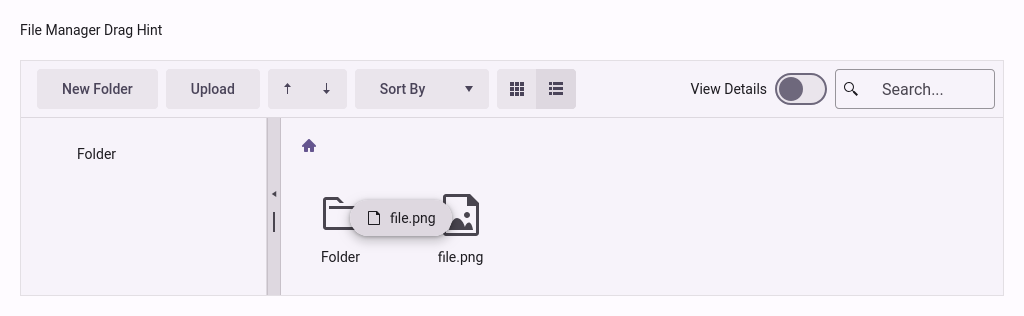 File Manager Drag Hint
New Folder Upload Sort By View Details Search...
Folder
file.png
Folder file.png